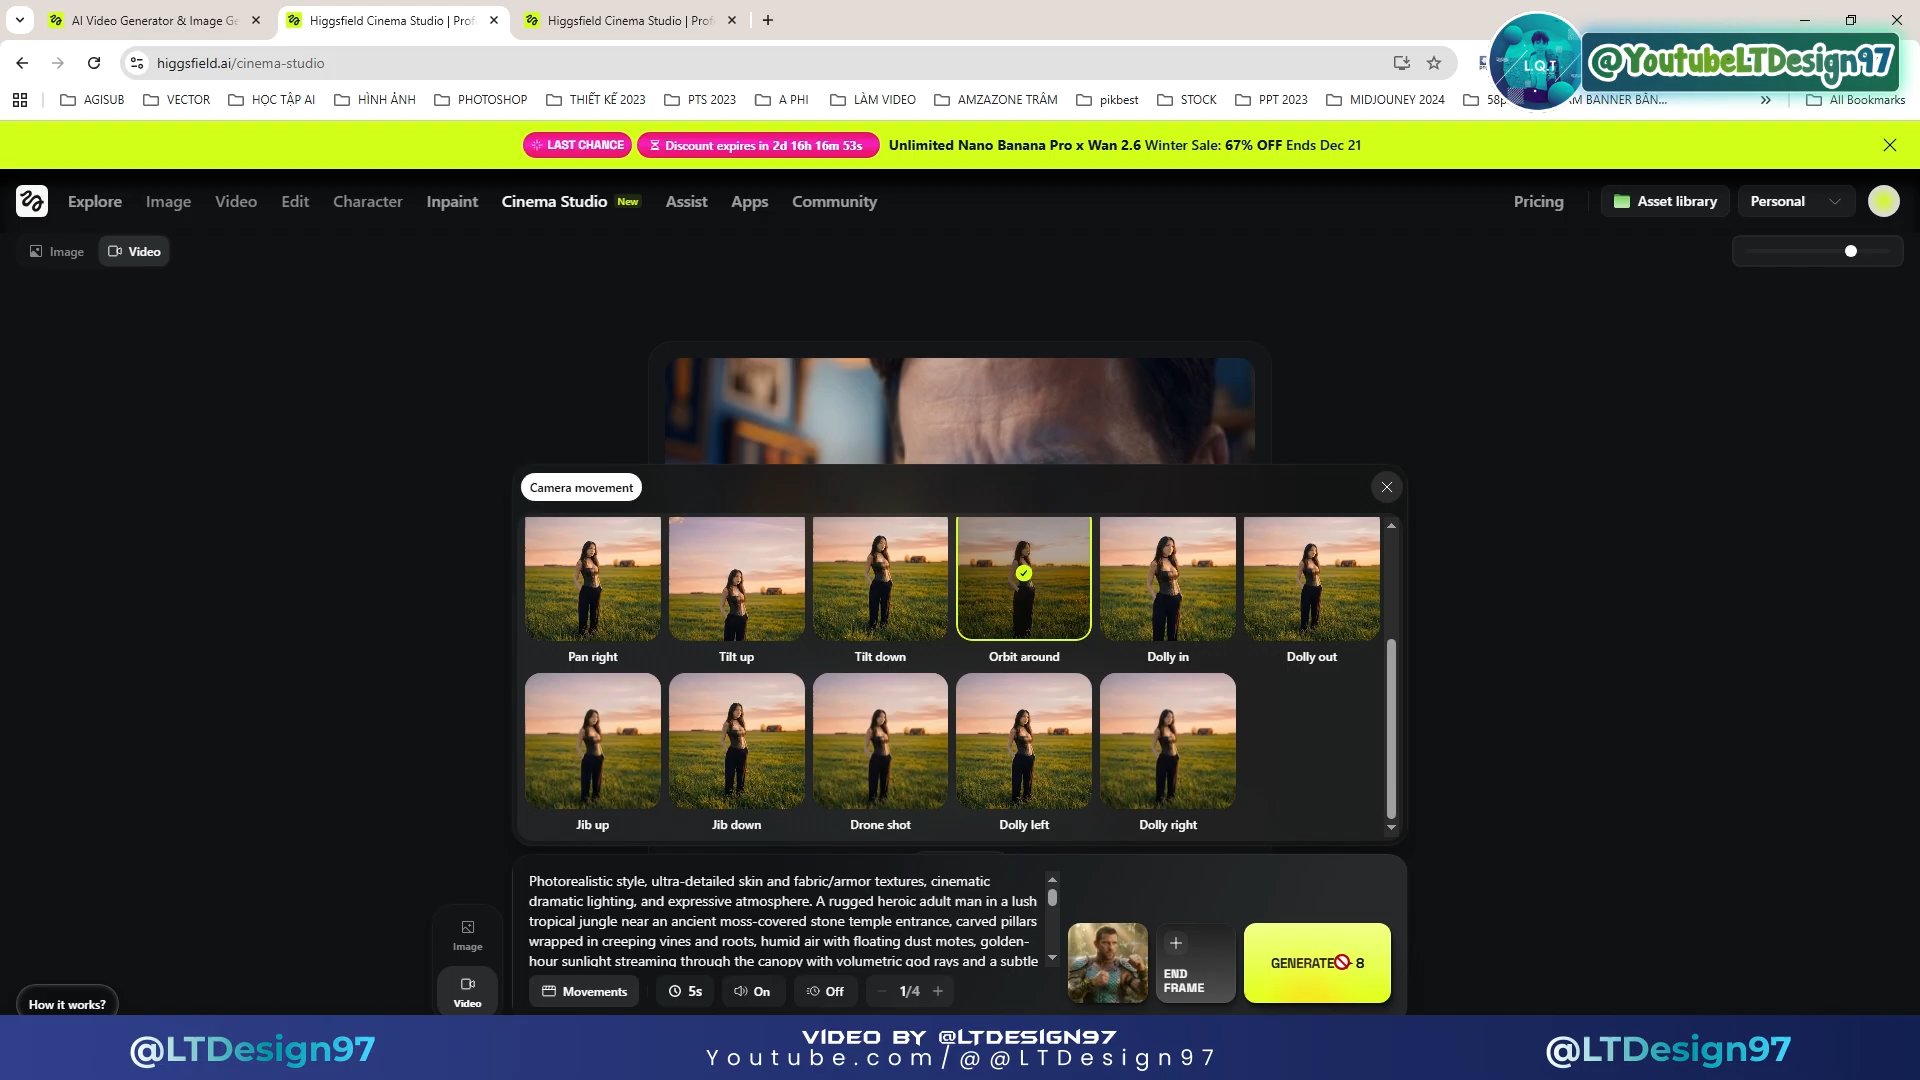 AI Video Generator & Image Ge
Higgsfield Cinema Studio | Prof
Higgsfield Cinema Studio | Prof
higgsfield.ai/cinema-studio
L.Q.T
@YoutubeLTDesign97
AGISUB
VECTOR
HỌC TẬP AI
HÌNH ẢNH
PHOTOSHOP
THIẾT KẾ 2023
PTS 2023
A PHI
LÀM VIDEO
AMZAZONE TRÂM
pikbest
STOCK
PPT 2023
MIDJOUNEY 2024
BANNER BÁN...
All Bookmarks
LAST CHANCE
Discount expires in 2d 16h 16m 53s
Unlimited Nano Banana Pro x Wan 2.6 Winter Sale: 67% OFF Ends Dec 21
Explore
Image
Video
Edit
Character
Inpaint
Cinema Studio
New
Assist
Apps
Community
Pricing
Asset library
Personal
Image
Video
Camera movement
Pan right
Tilt up
Tilt down
Orbit around
Dolly in
Dolly out
Jib up
Jib down
Drone shot
Dolly left
Dolly right
Photorealistic style, ultra-detailed skin and fabric/armor textures, cinematic
dramatic lighting, and expressive atmosphere. A rugged heroic adult man in a lush
tropical jungle near an ancient moss-covered stone temple entrance, carved pillars
wrapped in creeping vines and roots, humid air with floating dust motes, golden-
hour sunlight streaming through the canopy with volumetric god rays and a subtle
Image
Video
Movements
5s
On
Off
1/4
END
FRAME
GENERATE 8
How it works?
@LTDesign97
VIDEO BY @LTDESIGN97
Youtube.com/@@LTDesign97
@LTDesign97